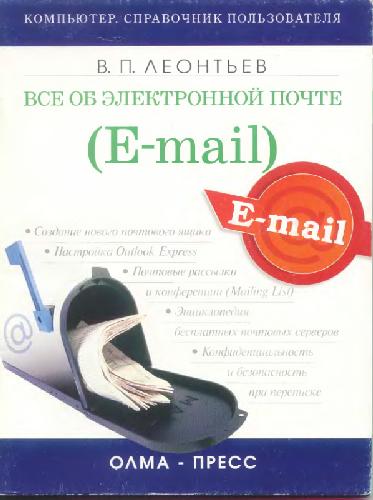 КОМПЬЮТЕР. СПРАВОЧНИК ПОЛЬЗОВАТЕЛЯ
В. П. ЛЕОНТЬЕВ
ВСЕ ОБ ЭЛЕКТРОННОЙ ПОЧТЕ
(E-mail)
E-mail
• Создание нового почтового ящика
• Настройка Outlook Express
• Почтовые рассылки
и конференции (Mailing List)
• Энциклопедия
бесплатных почтовых серверов
• Конфиденциальность
и безопасность
при переписке
@
ОЛМА - ПРЕСС